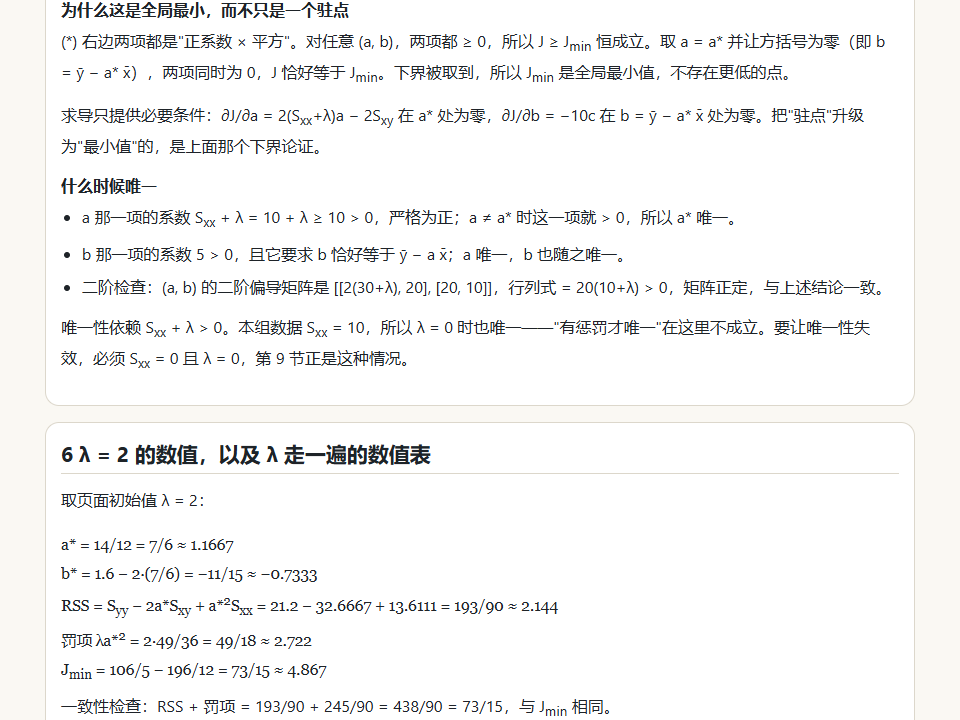 为什么这是全局最小，而不只是一个驻点
(*) 右边两项都是"正系数 × 平方"。对任意 (a, b)，两项都 ≥ 0，所以 J ≥ Jmin 恒成立。取 a = a* 并让方括号为零（即 b
= ȳ − a* x̄），两项同时为 0，J 恰好等于 Jmin。下界被取到，所以 Jmin 是全局最小值，不存在更低的点。
求导只提供必要条件：∂J/∂a = 2(Sxx+λ)a − 2Sxy 在 a* 处为零，∂J/∂b = −10c 在 b = ȳ − a* x̄ 处为零。把"驻点"升级
为"最小值"的，是上面那个下界论证。
什么时候唯一
• a 那一项的系数 Sxx + λ = 10 + λ ≥ 10 > 0，严格为正；a ≠ a* 时这一项就 > 0，所以 a* 唯一。
• b 那一项的系数 5 > 0，且它要求 b 恰好等于 ȳ − a x̄；a 唯一，b 也随之唯一。
• 二阶检查：(a, b) 的二阶偏导矩阵是 [[2(30+λ), 20], [20, 10]]，行列式 = 20(10+λ) > 0，矩阵正定，与上述结论一致。
唯一性依赖 Sxx + λ > 0。本组数据 Sxx = 10，所以 λ = 0 时也唯一——"有惩罚才唯一"在这里不成立。要让唯一性失
效，必须 Sxx = 0 且 λ = 0，第 9 节正是这种情况。
6 λ = 2 的数值，以及 λ 走一遍的数值表
取页面初始值 λ = 2：
a* = 14/12 = 7/6 ≈ 1.1667
b* = 1.6 − 2·(7/6) = −11/15 ≈ −0.7333
RSS = Syy − 2a*Sxy + a*²Sxx = 21.2 − 32.6667 + 13.6111 = 193/90 ≈ 2.144
罚项 λa*² = 2·49/36 = 49/18 ≈ 2.722
Jmin = 106/5 − 196/12 = 73/15 ≈ 4.867
一致性检查：RSS + 罚项 = 193/90 + 245/90 = 438/90 = 73/15，与 Jmin 相同。